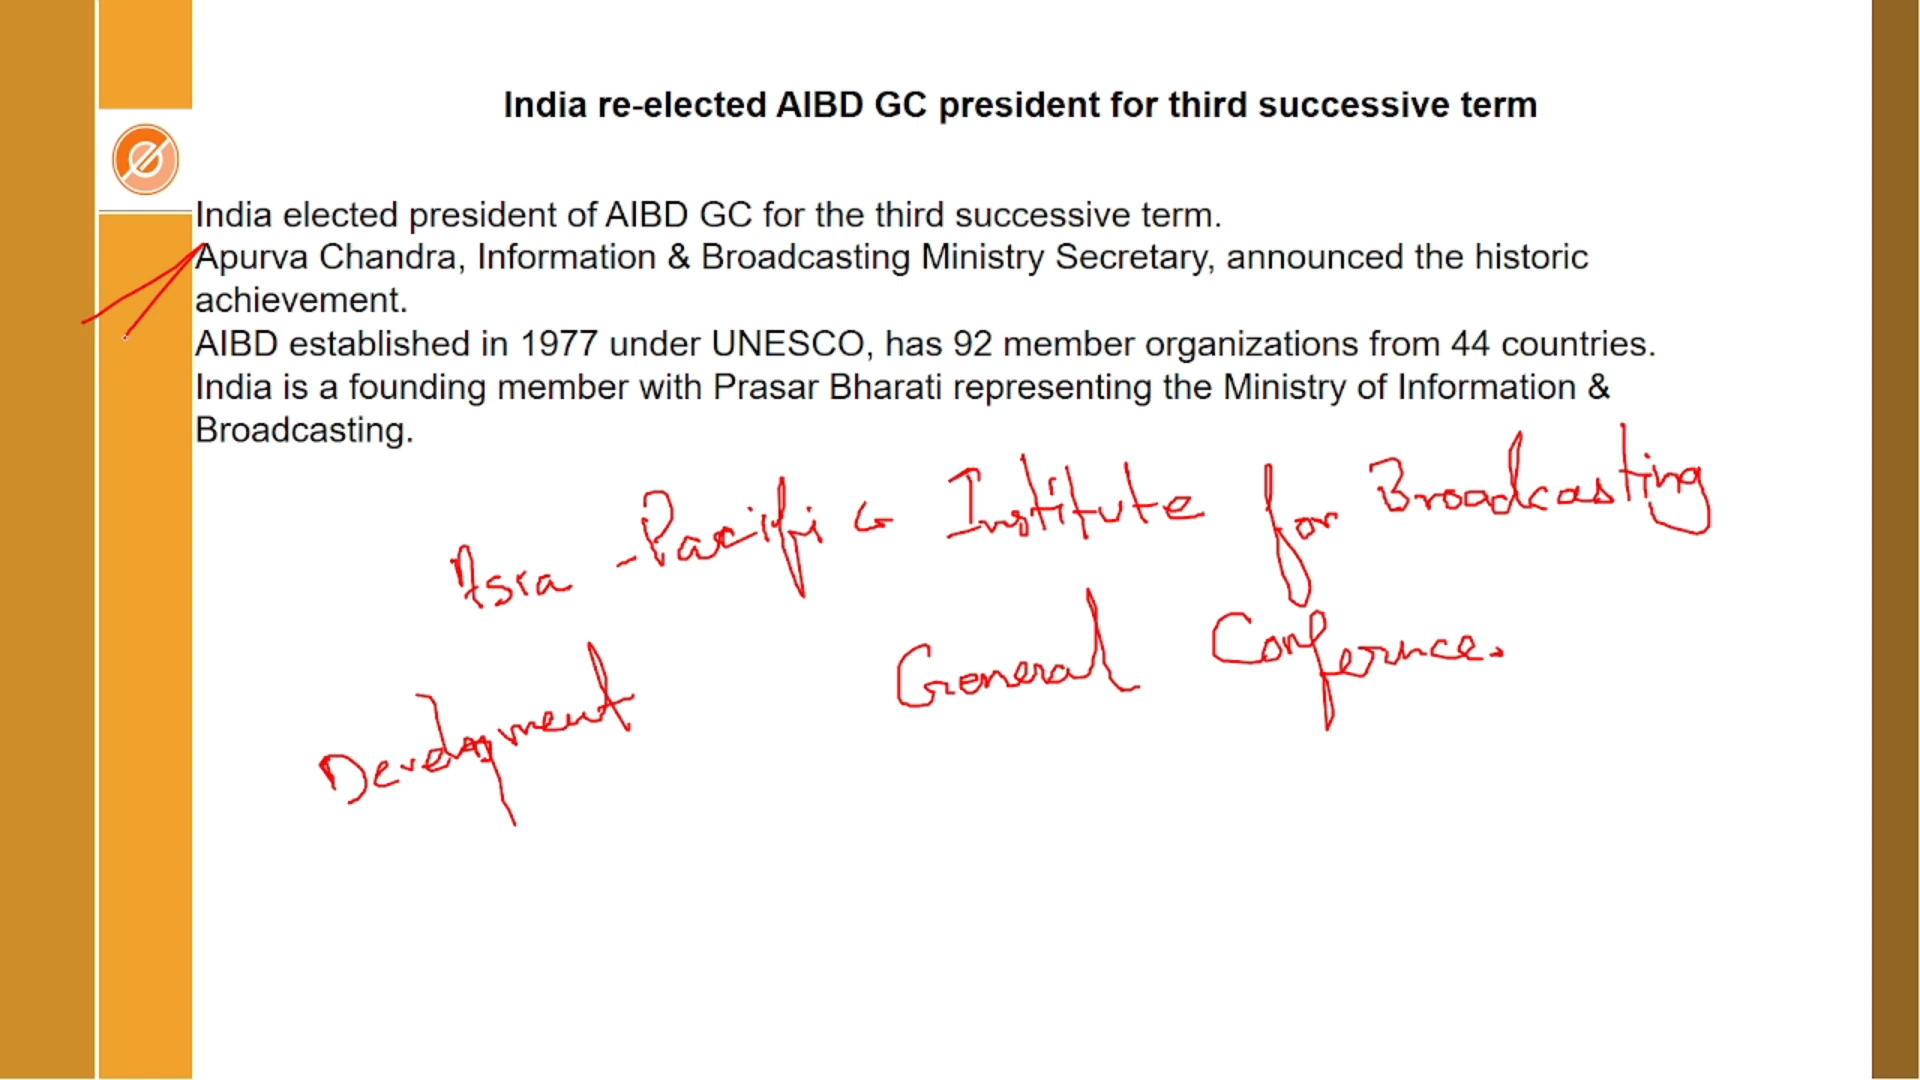 India re-elected AIBD GC president for third successive term
India elected president of AIBD GC for the third successive term.
Apurva Chandra, Information & Broadcasting Ministry Secretary, announced the historic
achievement.
AIBD established in 1977 under UNESCO, has 92 member organizations from 44 countries.
India is a founding member with Prasar Bharati representing the Ministry of Information &
Broadcasting.
Asia - Pacific Institute for Broadcasting
Development General Conference.